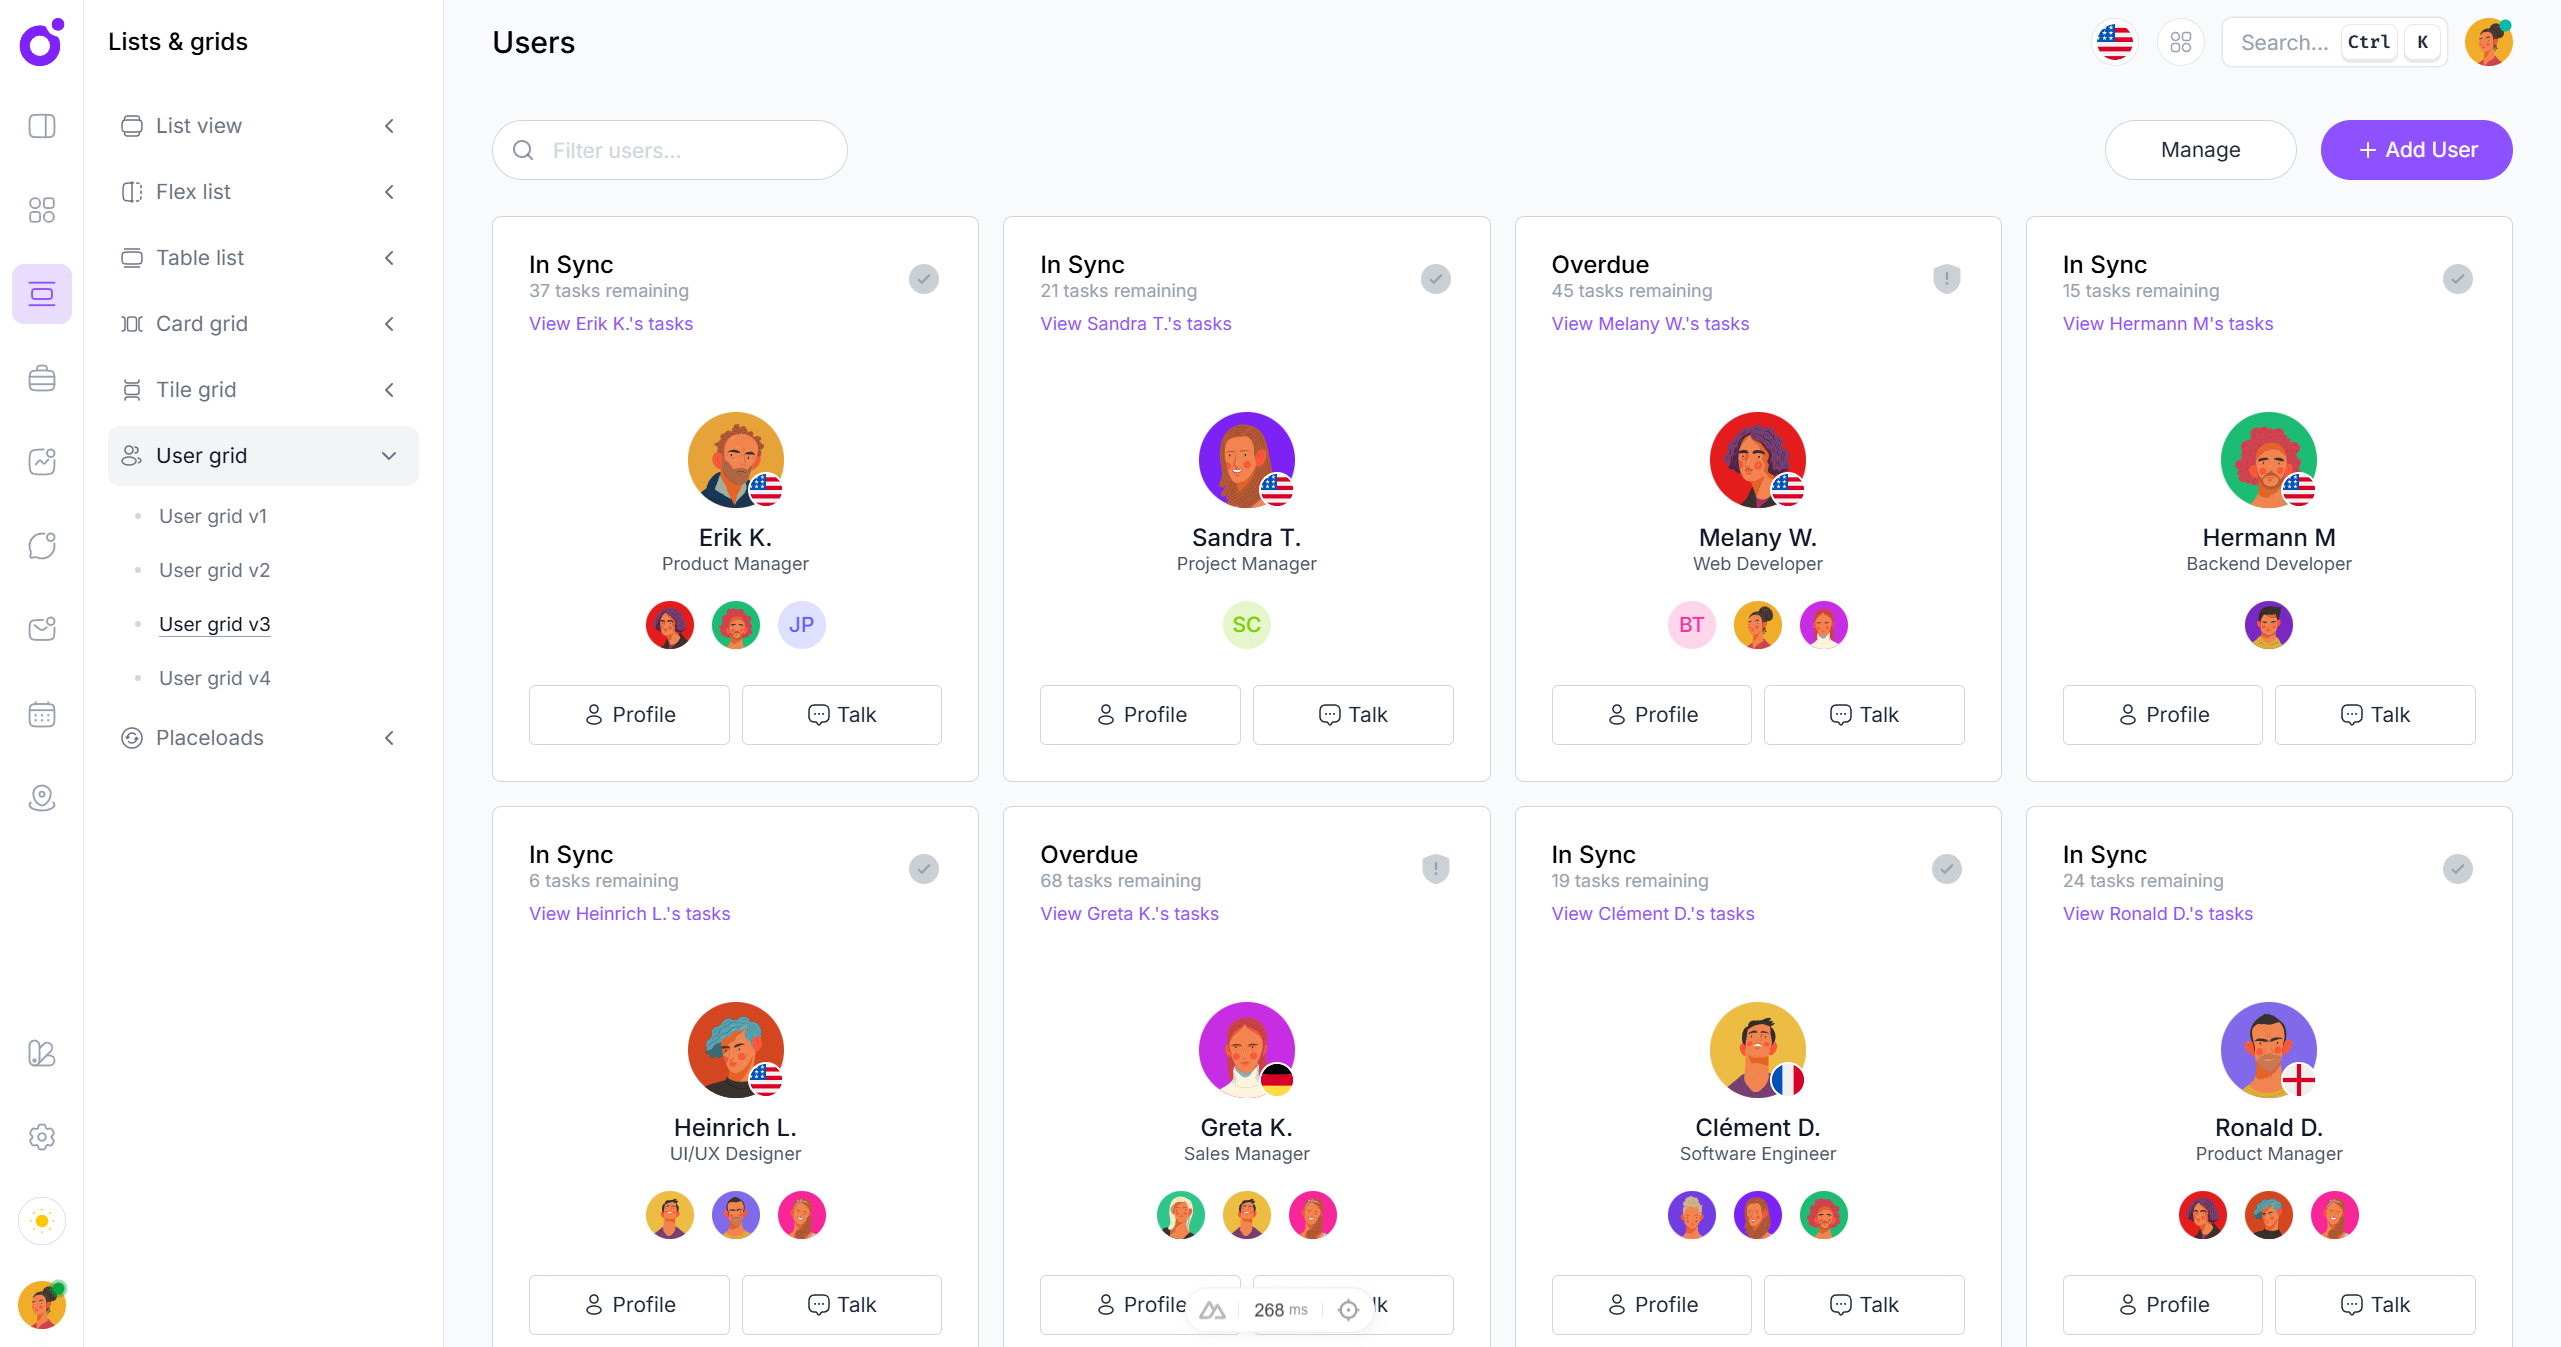 Lists & grids
List view
Flex list
Table list
Card grid
Tile grid
User grid
User grid v1
User grid v2
User grid v3
User grid v4
Placeloads
Users
Search...
Ctrl
K
Filter users...
Manage
Add User
In Sync
37 tasks remaining
View Erik K.'s tasks
Erik K.
Product Manager
JP
Profile
Talk
In Sync
21 tasks remaining
View Sandra T.'s tasks
Sandra T.
Project Manager
SC
Profile
Talk
Overdue
45 tasks remaining
View Melany W.'s tasks
Melany W.
Web Developer
BT
Profile
Talk
In Sync
15 tasks remaining
View Hermann M's tasks
Hermann M
Backend Developer
Profile
Talk
In Sync
6 tasks remaining
View Heinrich L.'s tasks
Heinrich L.
UI/UX Designer
Profile
Talk
Overdue
68 tasks remaining
View Greta K.'s tasks
Greta K.
Sales Manager
Profile
lk
268 ms
In Sync
19 tasks remaining
View Clément D.'s tasks
Clément D.
Software Engineer
Profile
Talk
In Sync
24 tasks remaining
View Ronald D.'s tasks
Ronald D.
Product Manager
Profile
Talk